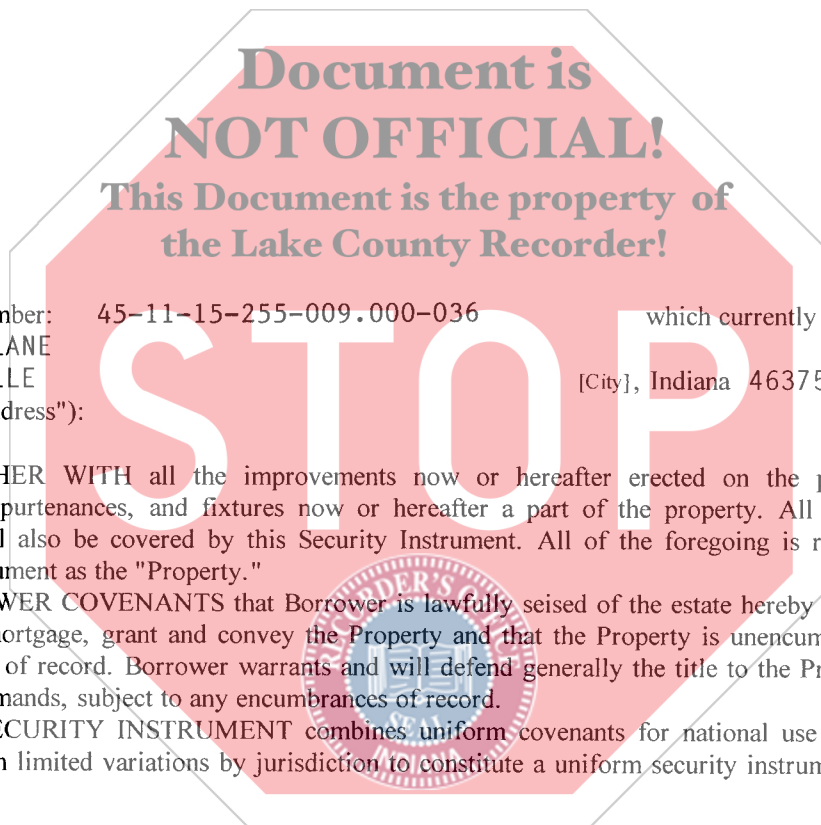 Document is
NOT OFFICIAL!
This Document is the property of
the Lake County Recorder!
mber: 45-11-15-255-009.000-036 which currently
LANE
LLE [City], Indiana 46375
dress"):
STOP
HER WITH all the improvements now or hereafter erected on the p
purtenances, and fixtures now or hereafter a part of the property. All
l also be covered by this Security Instrument. All of the foregoing is r
ument as the "Property."
WER COVENANTS that Borrower is lawfully seised of the estate hereby
nortgage, grant and convey the Property and that the Property is unencum
of record. Borrower warrants and will defend generally the title to the Pr
mands, subject to any encumbrances of record.
ECURITY INSTRUMENT combines uniform covenants for national use
n limited variations by jurisdiction to constitute a uniform security instrum
RECORDER'S OFFICE
SEAL
INDIANA